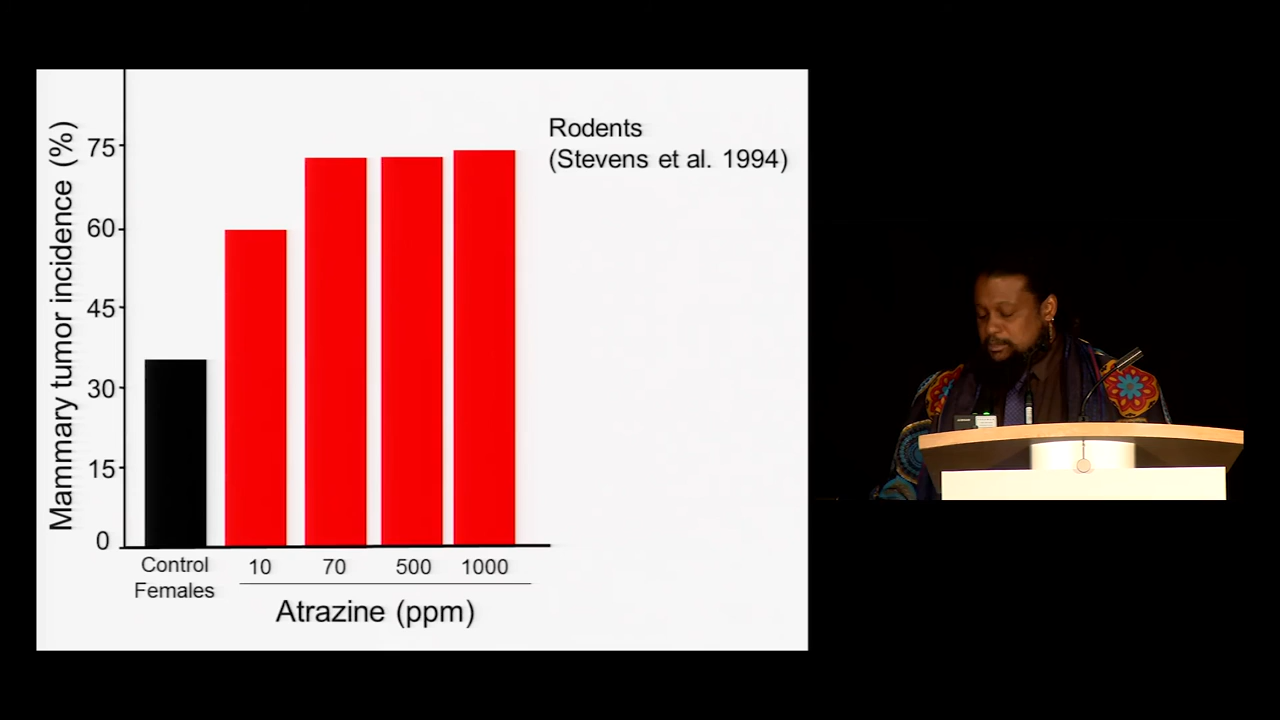 Mammary tumor incidence (%)
75
60
45
30
15
0
Rodents
(Stevens et al. 1994)
Control
Females
10
70
500
1000
Atrazine (ppm)